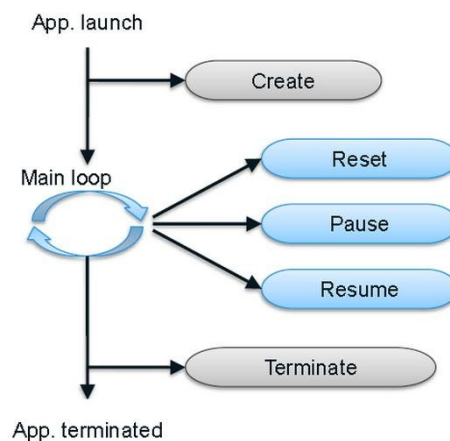 App. launch
Create
Main loop
Reset
Pause
Resume
Terminate
App. terminated